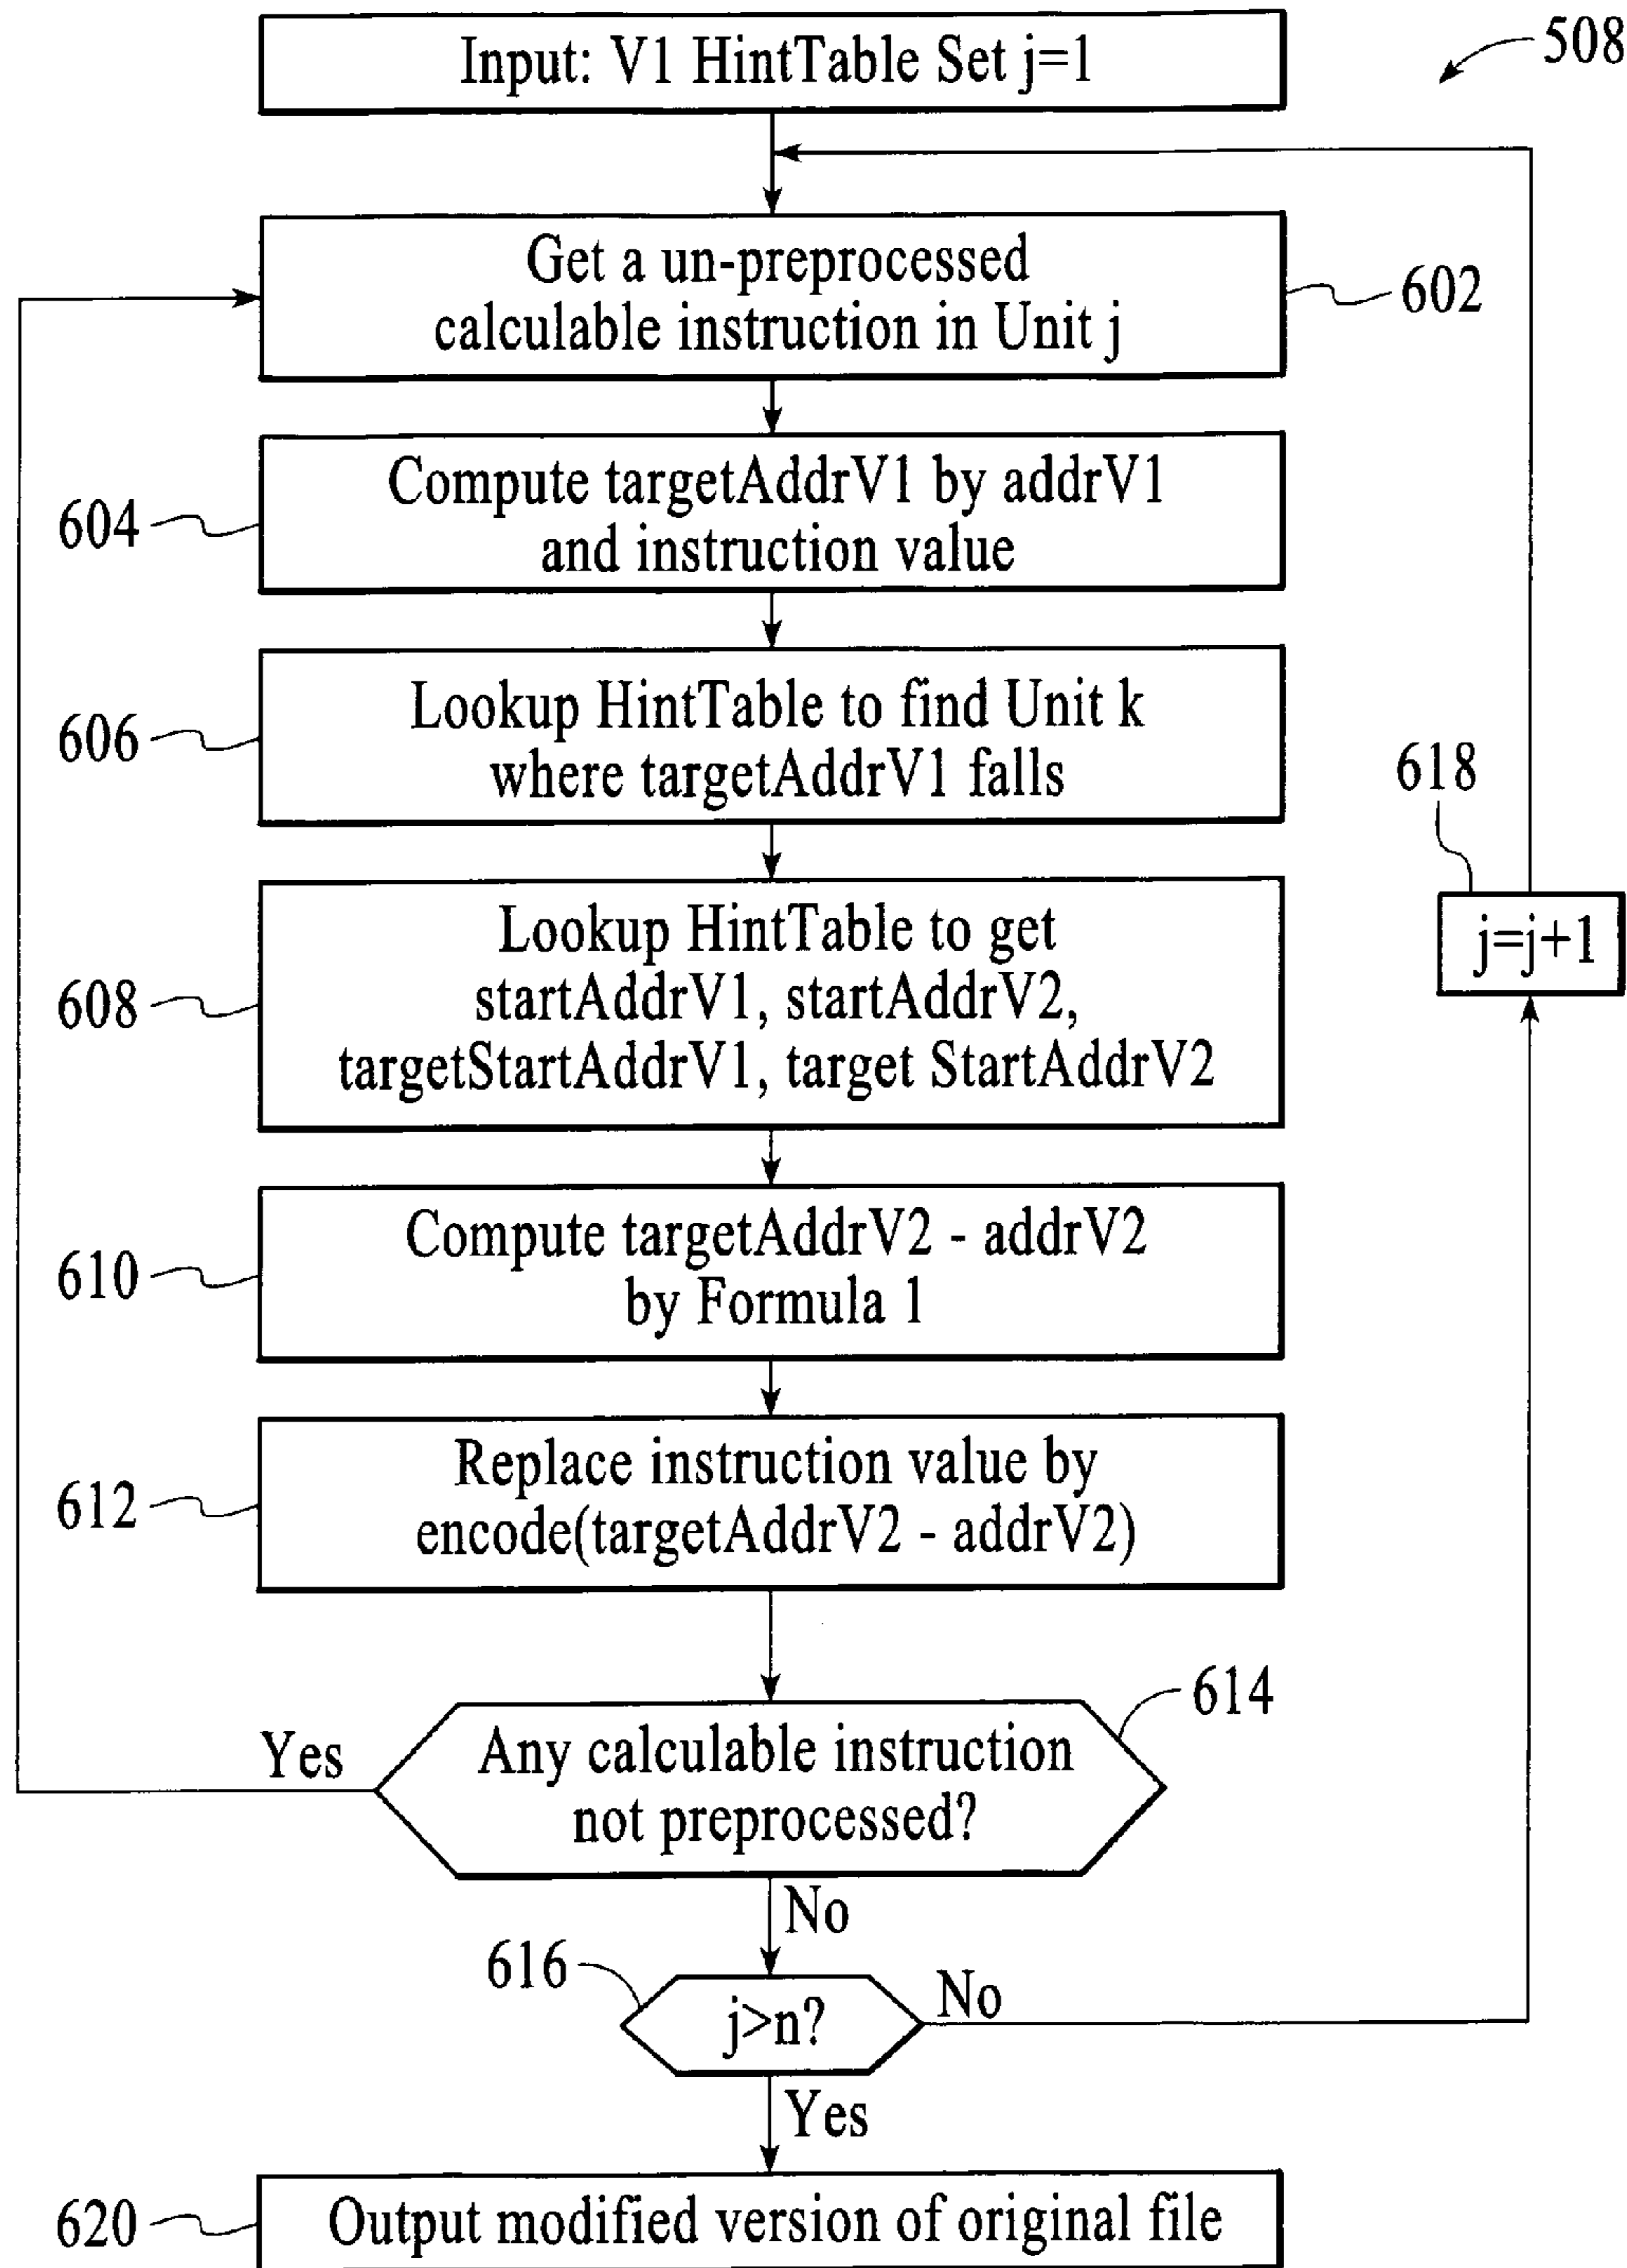 Input: V1 HintTable Set j=1
508
Get a un-preprocessed
calculable instruction in Unit j
602
Compute targetAddrV1 by addrV1
and instruction value
604
Lookup HintTable to find Unit k
where targetAddrV1 falls
606
618
j=j+1
Lookup HintTable to get
startAddrV1, startAddrV2,
targetStartAddrV1, target StartAddrV2
608
Compute targetAddrV2 - addrV2
by Formula 1
610
Replace instruction value by
encode(targetAddrV2 - addrV2)
612
614
Yes
Any calculable instruction
not preprocessed?
No
616
j>n?
No
Yes
620
Output modified version of original file